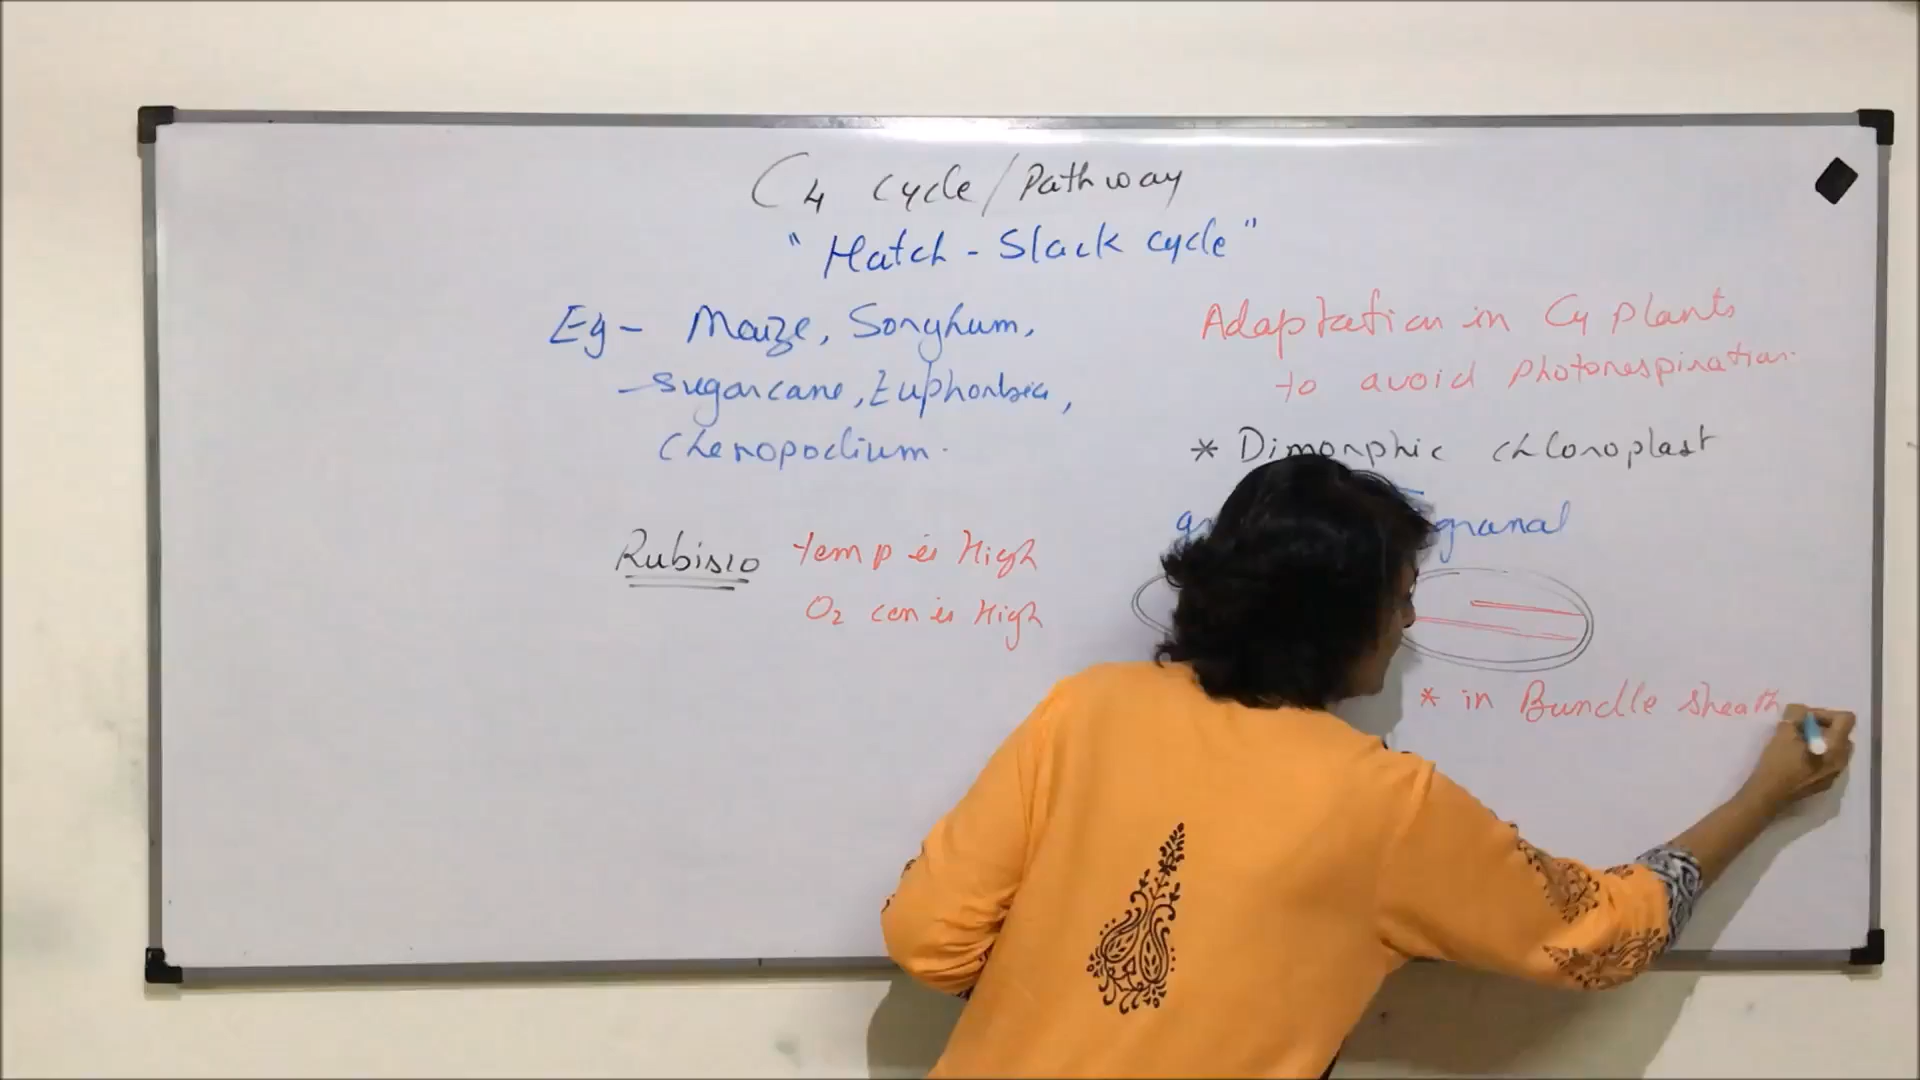 C4 cycle/Pathway
"Hatch - Slack cycle"
Eg - Maize, Sorghum,
Sugarcane, Euphorbia,
Chenopodium.
Rubisco temp is High
O2 con is High
Adaptation in C4 plants
to avoid photorespiration.
* Dimorphic chloroplast
granal
* in Bundle sheath